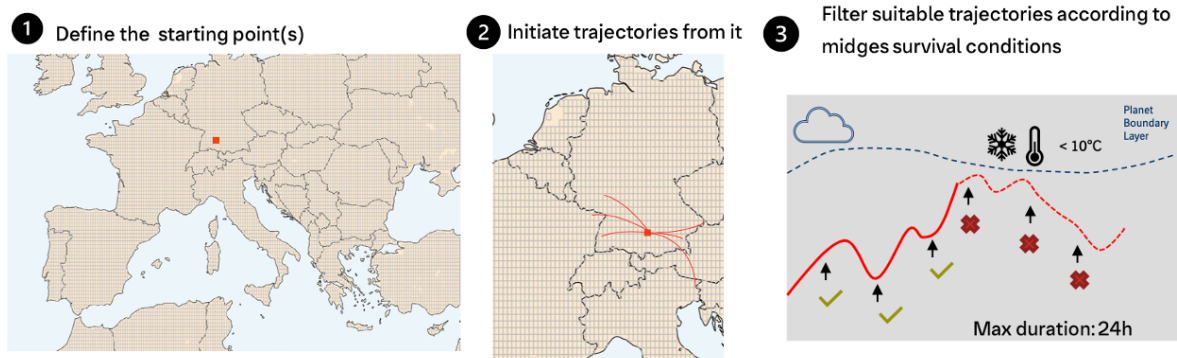 1 Define the starting point(s)
2 Initiate trajectories from it
3 Filter suitable trajectories according to
midges survival conditions
Planet
Boundary
Layer
< 10°C
Max duration: 24h